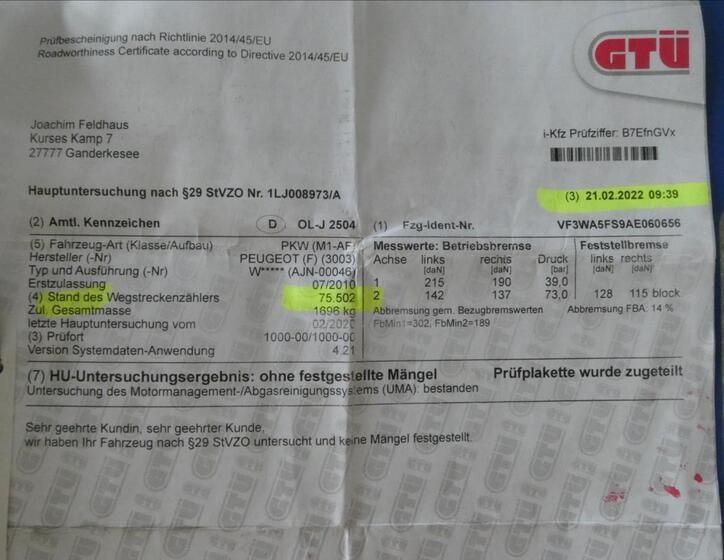 Prüfbescheinigung nach Richtlinie 2014/45/EU
Roadworthiness Certificate according to Directive 2014/45/EU
GTÜ
Joachim Feldhaus
Kurses Kamp 7
27777 Ganderkesee
i-Kfz Prüfziffer: B7EfnGVx
Hauptuntersuchung nach §29 StVZO Nr. 1LJ008973/A
(3) 21.02.2022 09:39
(2) Amtl. Kennzeichen D OL-J 2504
(1) Fzg-Ident-Nr. VF3WA5FS9AE060656
(5) Fahrzeug-Art (Klasse/Aufbau) PKW (M1-AF)
Hersteller (-Nr) PEUGEOT (F) (3003)
Typ und Ausführung (-Nr) W***** (AJN-00046)
Erstzulassung 07/2010
(4) Stand des Wegstreckenzählers 75.502
Zul. Gesamtmasse 1696 kg
letzte Hauptuntersuchung vom 02/2020
(3) Prüfort 1000-00/1000-00
Version Systemdaten-Anwendung 4.21
Messwerte: Betriebsbremse Feststellbremse
Achse links rechts Druck links rechts
[daN] [daN] [bar] [daN] [daN]
1 215 190 39,0
2 142 137 73,0 128 115 block.
Abbremsung gem. Bezugbremswerten Abbremsung FBA: 14 %
FbMin1=302, FbMin2=189
(7) HU-Untersuchungsergebnis: ohne festgestellte Mängel Prüfplakette wurde zugeteilt
Untersuchung des Motormanagement-/Abgasreinigungssystems (UMA): bestanden
Sehr geehrte Kundin, sehr geehrter Kunde,
wir haben Ihr Fahrzeug nach §29 StVZO untersucht und keine Mängel festgestellt.